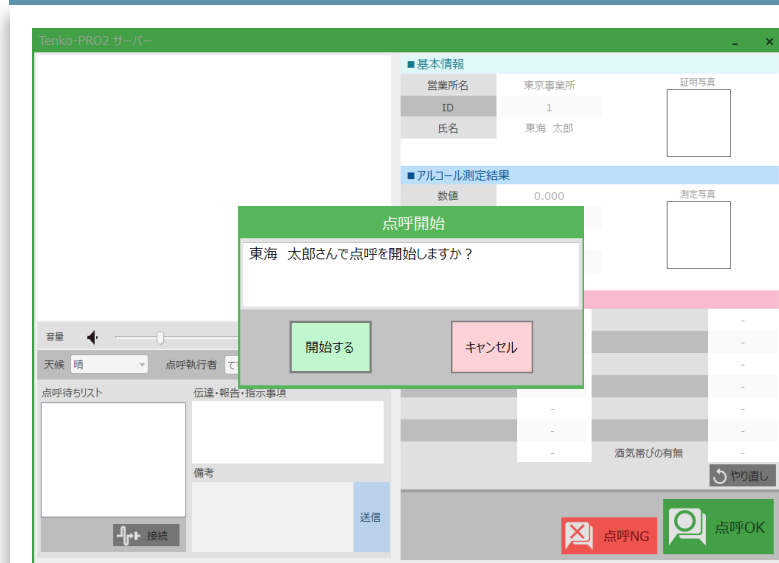 Tenko-PRO2 サーバー
■基本情報
営業所名 東京事業所 証明写真
ID 1
氏名 東海 太郎
■アルコール測定結果
数値 0.000 測定写真
点呼開始
東海 太郎さんで点呼を開始しますか？
開始する キャンセル
音量
天候 晴 点呼執行者
点呼待ちリスト 伝達・報告・指示事項
備考
酒気帯びの有無 -
やり直し
送信
接続
点呼NG 点呼OK